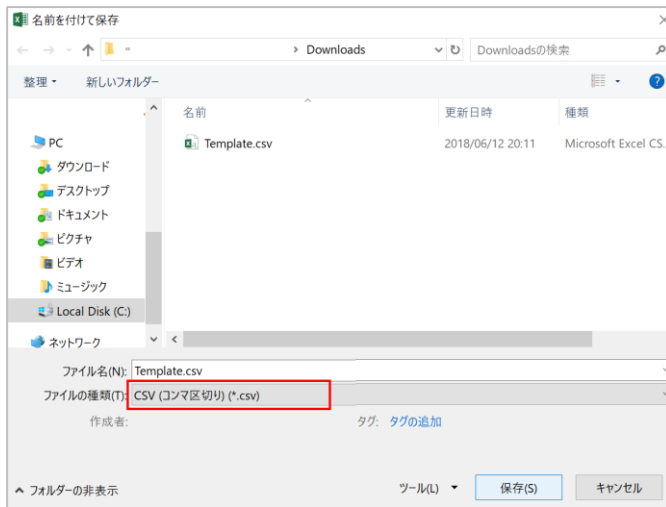 名前を付けて保存
« > Downloads Downloadsの検索
整理 新しいフォルダー
名前 更新日時 種類
Template.csv 2018/06/12 20:11 Microsoft Excel CS.
PC
ダウンロード
デスクトップ
ドキュメント
ピクチャ
ビデオ
ミュージック
Local Disk (C:)
ネットワーク
ファイル名(N): Template.csv
ファイルの種類(T): CSV (コンマ区切り) (*.csv)
作成者: タグ: タグの追加
フォルダーの非表示 ツール(L) 保存(S) キャンセル